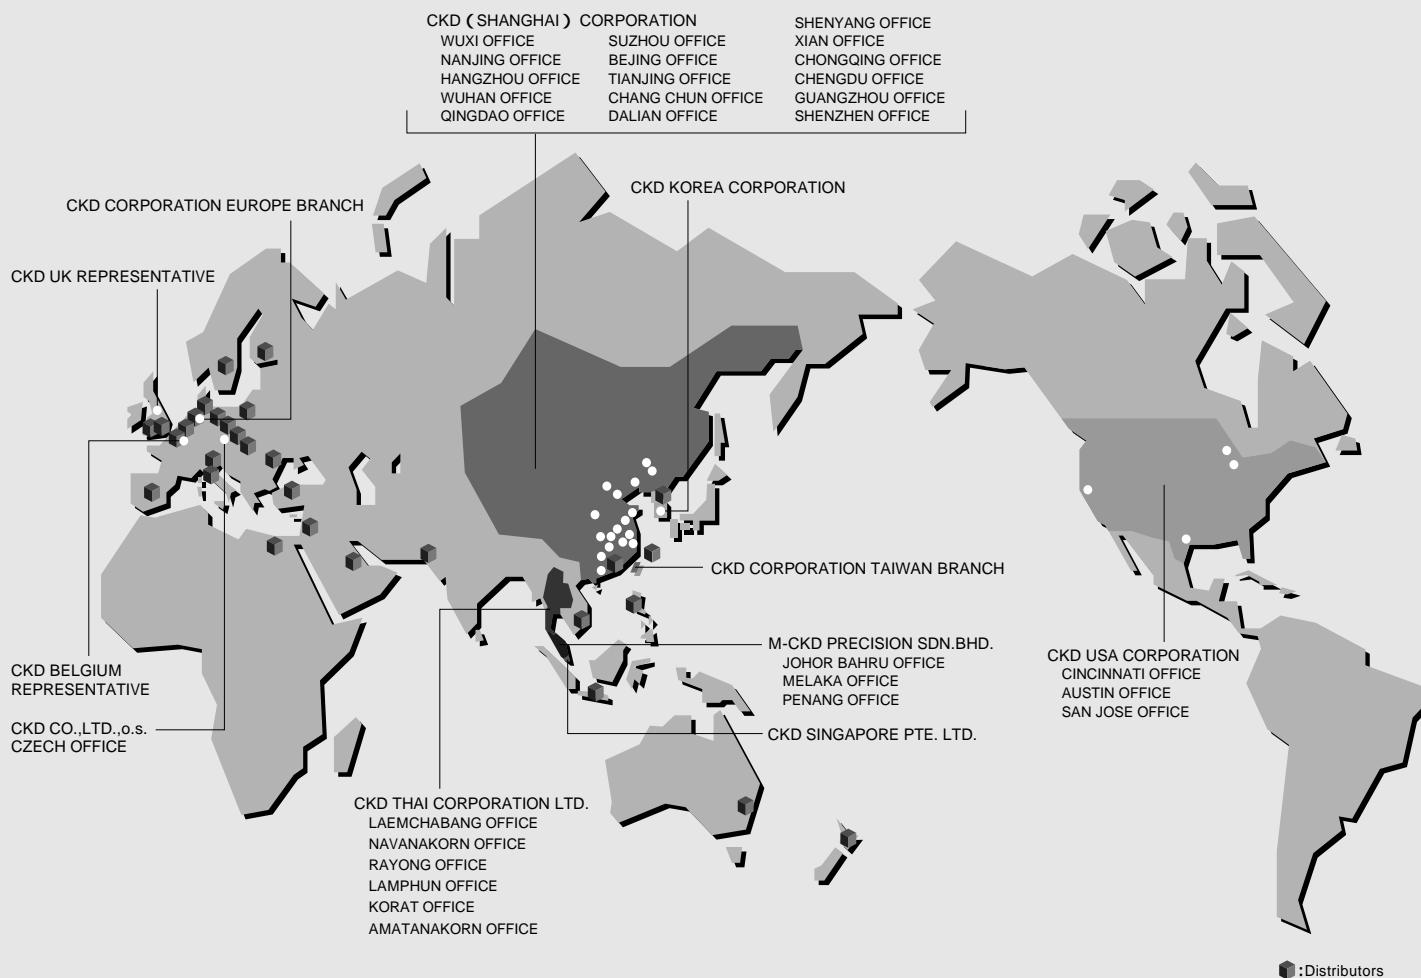 CKD (SHANGHAI) CORPORATION
WUXI OFFICE
NANJING OFFICE
HANGZHOU OFFICE
WUHAN OFFICE
QINGDAO OFFICE
SUZHOU OFFICE
BEJING OFFICE
TIANJING OFFICE
CHANG CHUN OFFICE
DALIAN OFFICE
SHENYANG OFFICE
XIAN OFFICE
CHONGQING OFFICE
CHENGDU OFFICE
GUANGZHOU OFFICE
SHENZHEN OFFICE
CKD KOREA CORPORATION
CKD CORPORATION EUROPE BRANCH
CKD UK REPRESENTATIVE
CKD BELGIUM
REPRESENTATIVE
CKD CO.,LTD.,o.s.
CZECH OFFICE
CKD CORPORATION TAIWAN BRANCH
M-CKD PRECISION SDN.BHD.
JOHOR BAHRU OFFICE
MELAKA OFFICE
PENANG OFFICE
CKD SINGAPORE PTE. LTD.
CKD USA CORPORATION
CINCINNATI OFFICE
AUSTIN OFFICE
SAN JOSE OFFICE
CKD THAI CORPORATION LTD.
LAEMCHABANG OFFICE
NAVANAKORN OFFICE
RAYONG OFFICE
LAMPHUN OFFICE
KORAT OFFICE
AMATANAKORN OFFICE
:Distributors